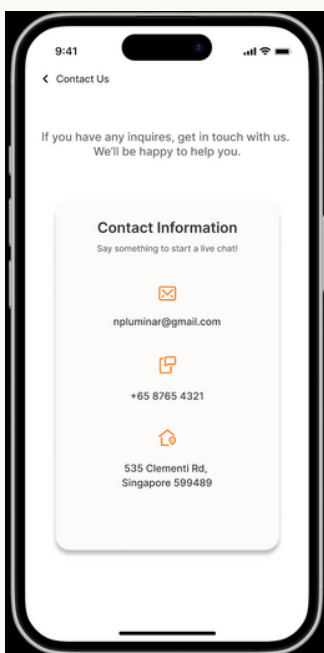 9:41
Contact Us
If you have any inquires, get in touch with us.
We'll be happy to help you.
Contact Information
Say something to start a live chat!
npluminar@gmail.com
+65 8765 4321
535 Clementi Rd,
Singapore 599489